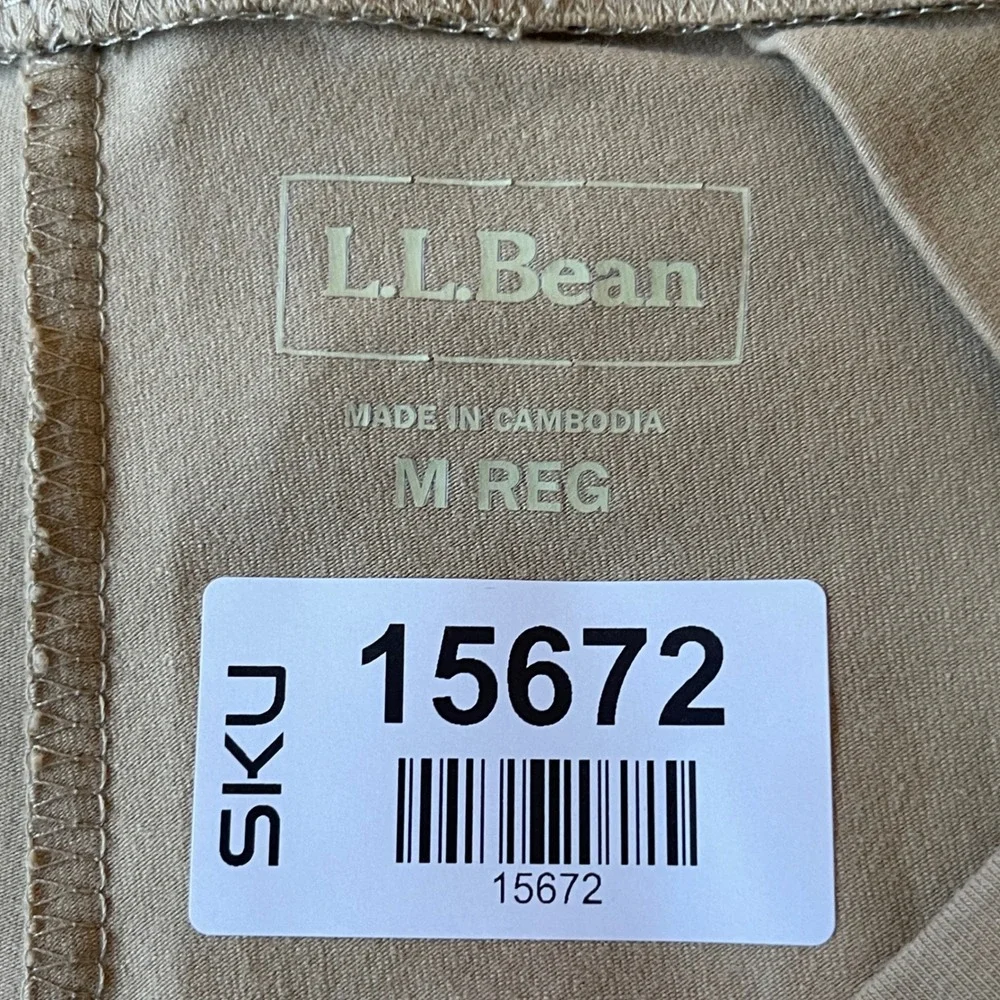 L.L.Bean
MADE IN CAMBODIA
M REG
SKU
15672
15672